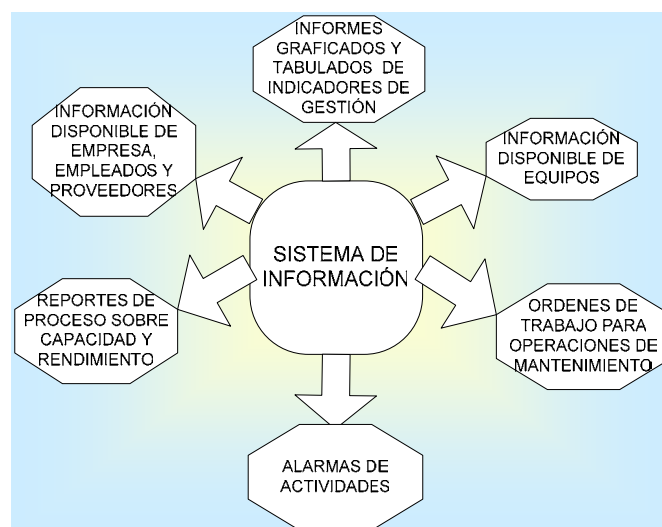 INFORMES
GRAFICADOS Y
TABULADOS DE
INDICADORES DE
GESTIÓN
INFORMACIÓN
DISPONIBLE DE
EMPRESA,
EMPLEADOS Y
PROVEEDORES
INFORMACIÓN
DISPONIBLE DE
EQUIPOS
SISTEMA DE
INFORMACIÓN
REPORTES DE
PROCESO SOBRE
CAPACIDAD Y
RENDIMIENTO
ORDENES DE
TRABAJO PARA
OPERACIONES DE
MANTENIMIENTO
ALARMAS DE
ACTIVIDADES